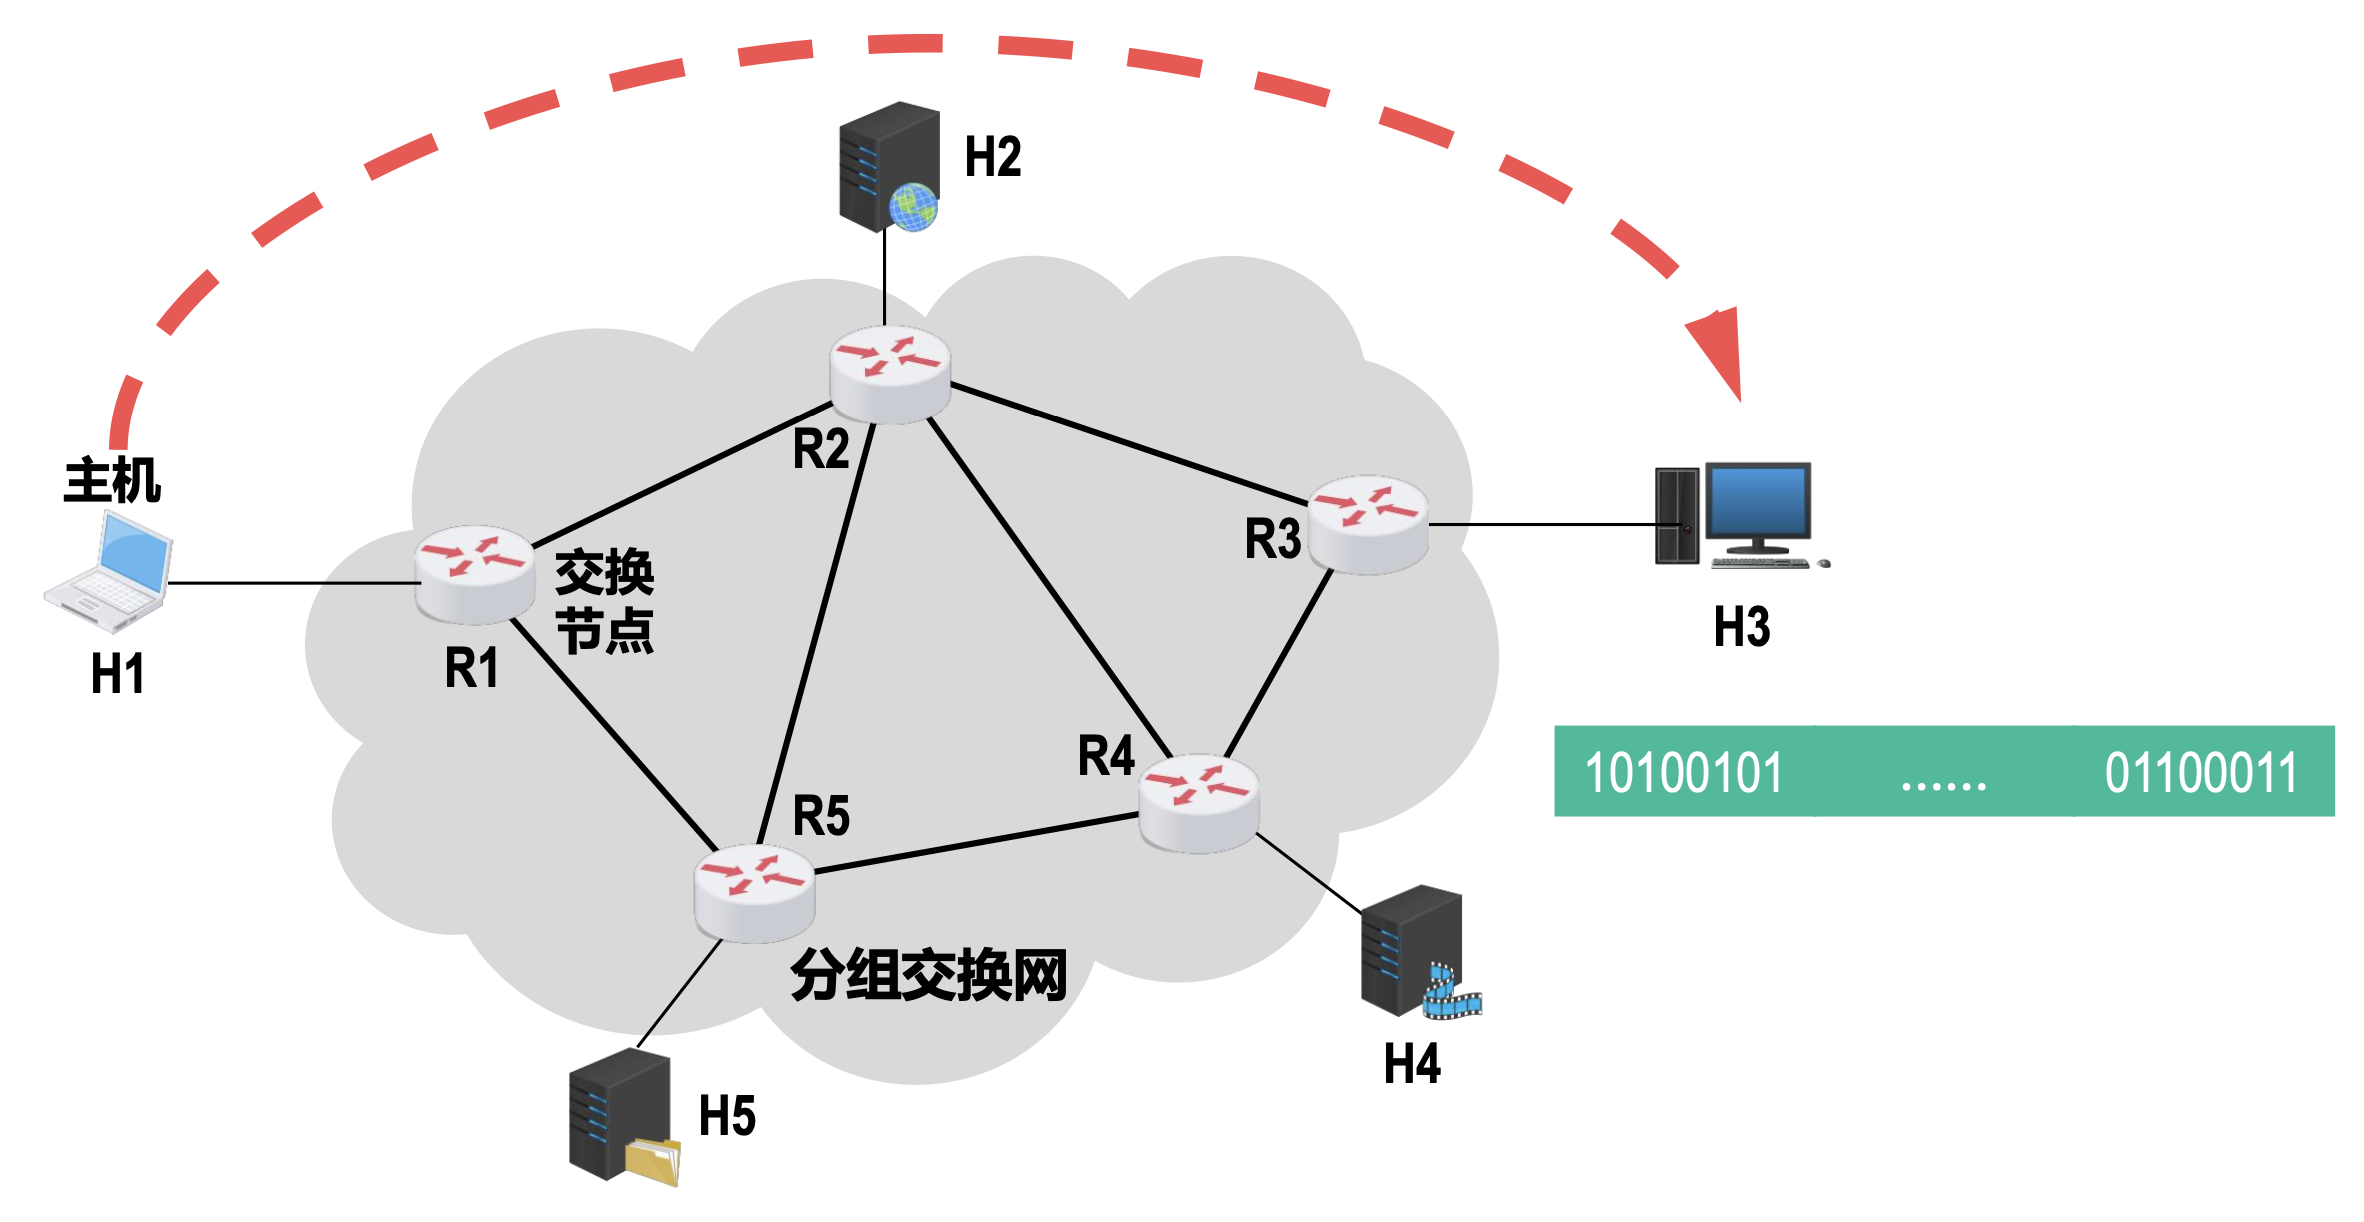 H2
主机
R2
R3
交换
节点
H1
R1
H3
R4
10100101
......
01100011
R5
分组交换网
H4
H5